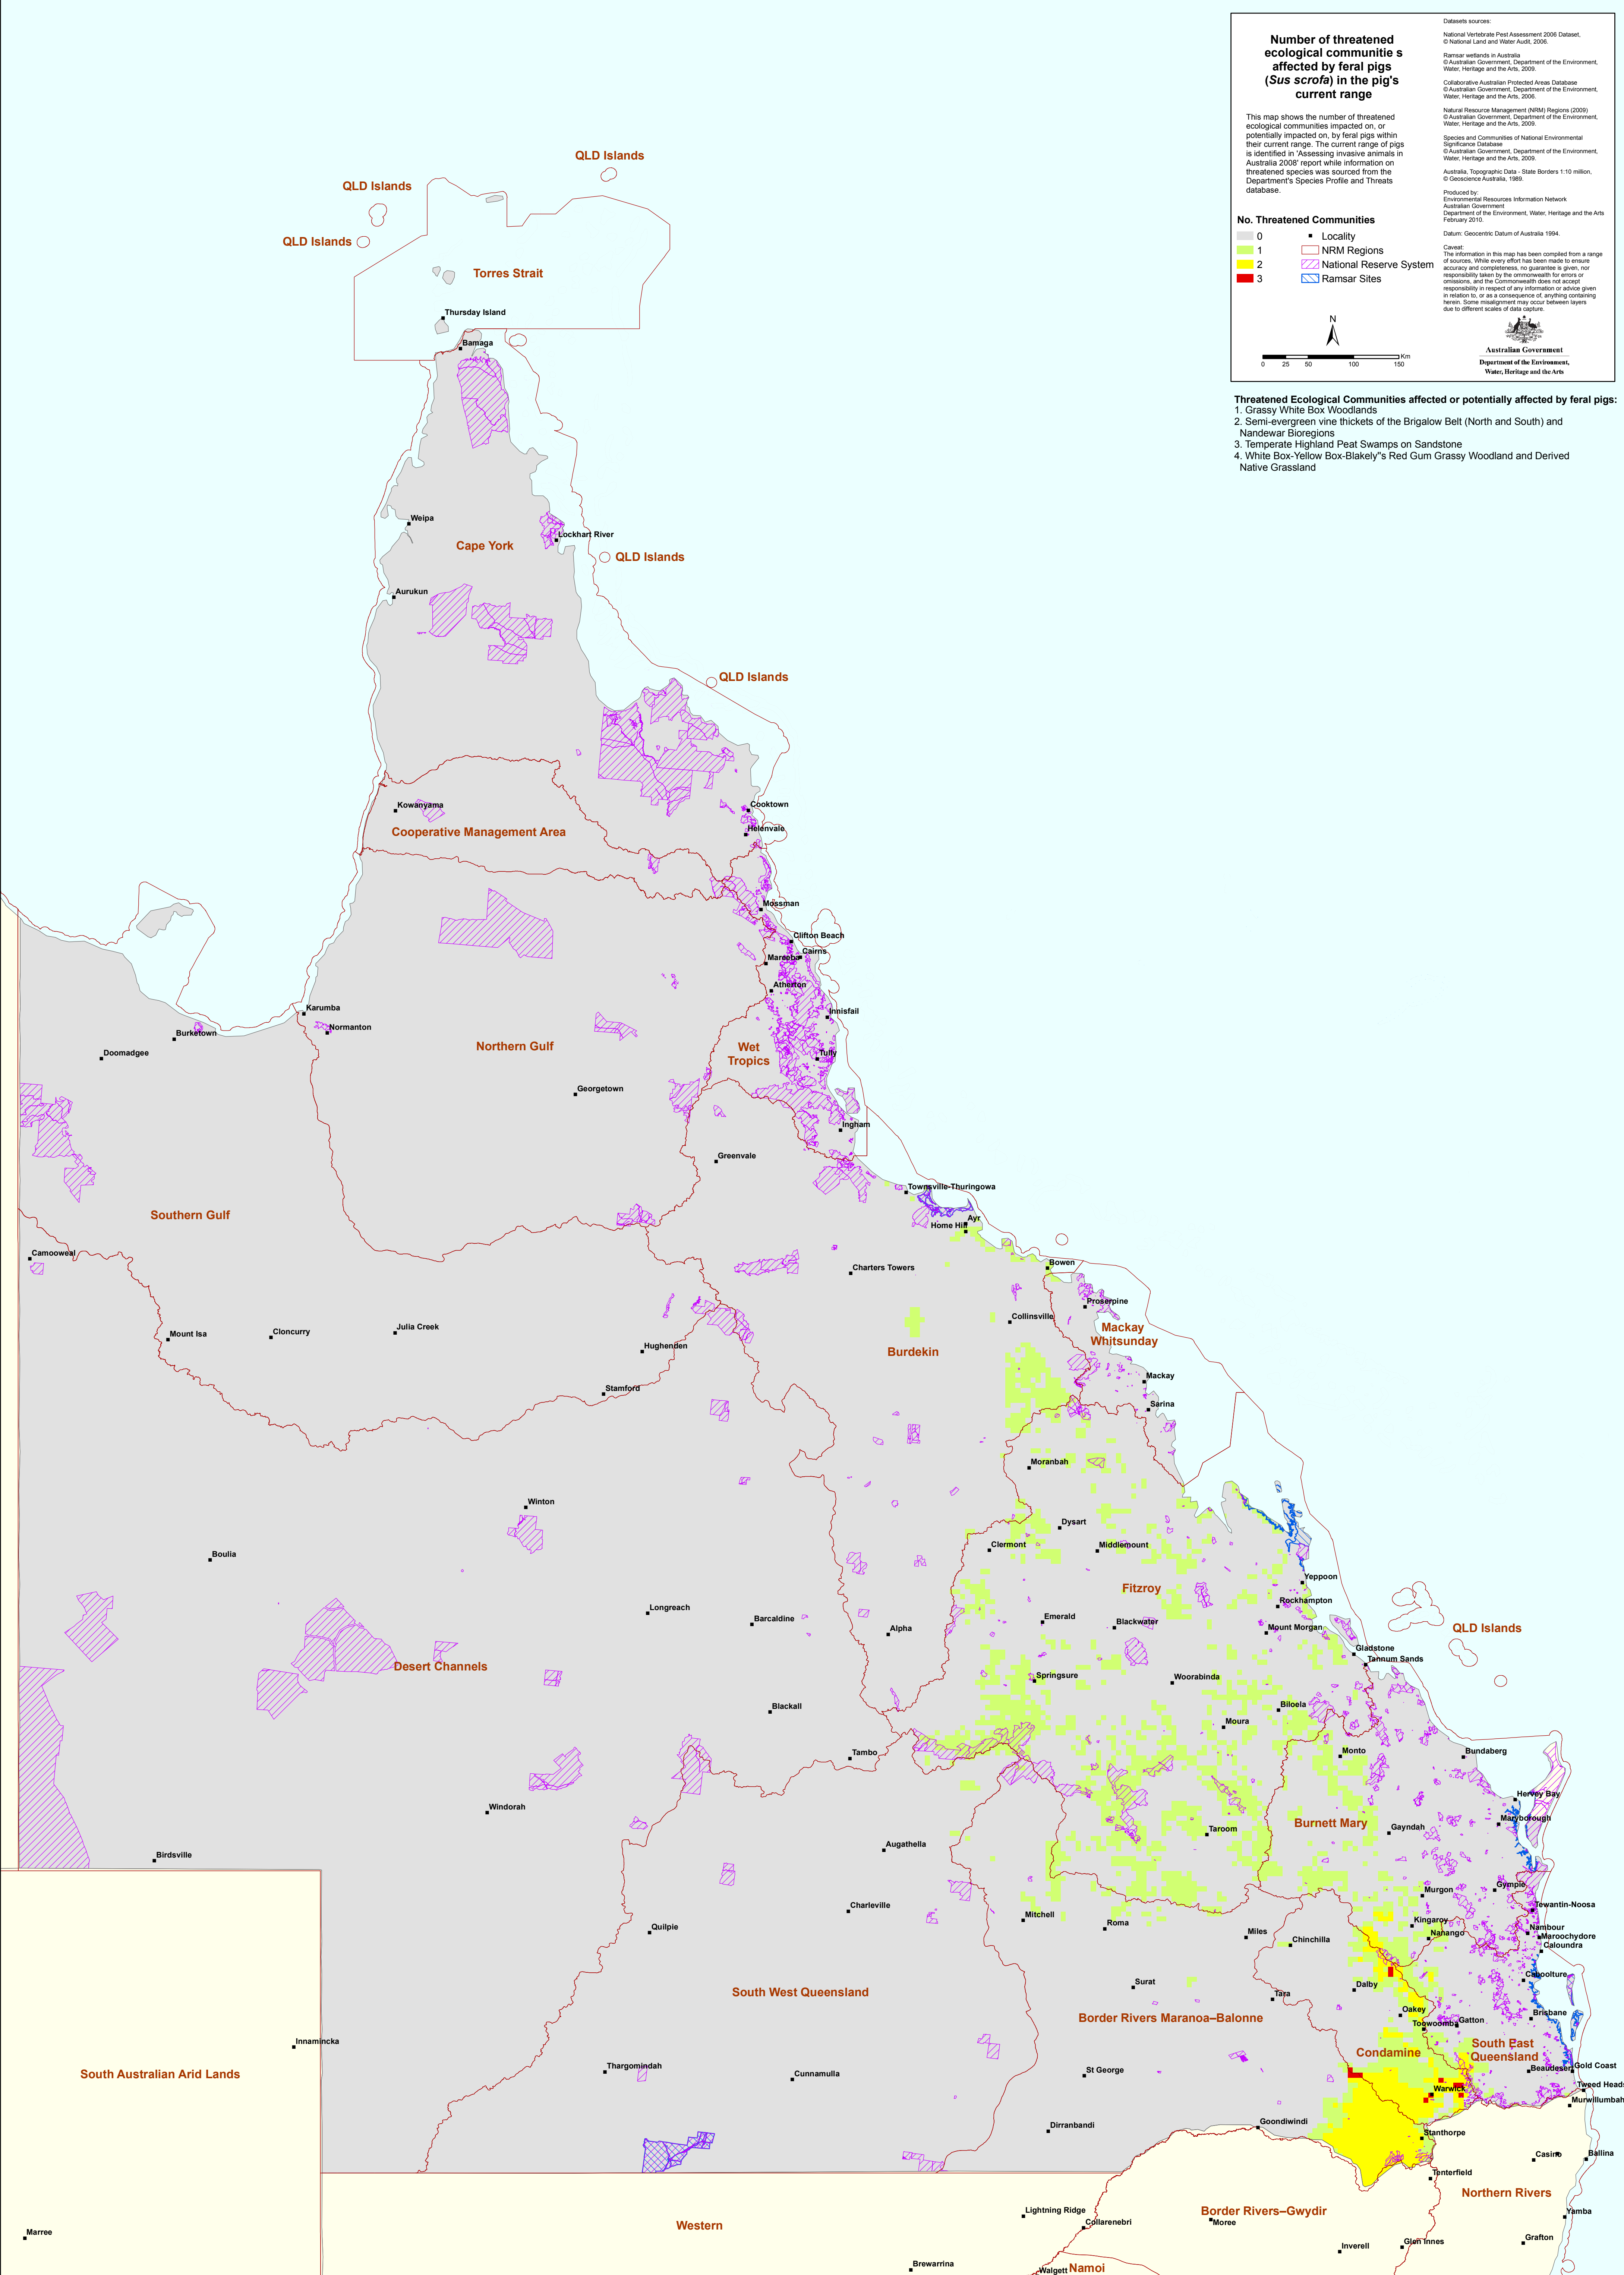 Number of threatened
ecological communitie s
affected by feral pigs
(Sus scrofa) in the pig's
current range
This map shows the number of threatened
ecological communities impacted on, or
potentially impacted on, by feral pigs within
their current range. The current range of pigs
is identified in 'Assessing invasive animals in
Australia 2008' report while information on
threatened species was sourced from the
Department's Species Profile and Threats
database.
No. Threatened Communities
0
1
2
3
Locality
NRM Regions
National Reserve System
Ramsar Sites
N
Km
0 25 50 100 150
Datasets sources:
National Vertebrate Pest Assessment 2006 Dataset,
© National Land and Water Audit, 2006.
Ramsar wetlands in Australia
© Australian Government, Department of the Environment,
Water, Heritage and the Arts, 2009.
Collaborative Australian Protected Areas Database
© Australian Government, Department of the Environment,
Water, Heritage and the Arts, 2006.
Natural Resource Management (NRM) Regions (2009)
© Australian Government, Department of the Environment,
Water, Heritage and the Arts, 2009.
Species and Communities of National Environmental
Significance Database
© Australian Government, Department of the Environment,
Water, Heritage and the Arts, 2009.
Australia, Topographic Data - State Borders 1:10 million,
© Geoscience Australia, 1989.
Produced by:
Environmental Resources Information Network
Australian Government
Department of the Environment, Water, Heritage and the Arts
February 2010.
Datum: Geocentric Datum of Australia 1994.
Caveat:
The information in this map has been compiled from a range
of sources, While every effort has been made to ensure
accuracy and completeness, no guarantee is given, nor
responsibility taken by the ommonwealth for errors or
omissions, and the Commonwealth does not accept
responsibility in respect of any information or advice given
in relation to, or as a consequence of, anything containing
herein. Some misalignment may occur between layers
due to different scales of data capture.
Australian Government
Department of the Environment,
Water, Heritage and the Arts
Threatened Ecological Communities affected or potentially affected by feral pigs:
1. Grassy White Box Woodlands
2. Semi-evergreen vine thickets of the Brigalow Belt (North and South) and
Nandewar Bioregions
3. Temperate Highland Peat Swamps on Sandstone
4. White Box-Yellow Box-Blakely"s Red Gum Grassy Woodland and Derived
Native Grassland
QLD Islands
QLD Islands
QLD Islands
Torres Strait
Thursday Island
Bamaga
Weipa
Lockhart River
Cape York
QLD Islands
Aurukun
QLD Islands
Kowanyama
Cooktown
Cooperative Management Area
Helenvale
Mossman
Clifton Beach
Cairns
Mareeba
Atherton
Karumba
Innisfail
Normanton
Burketown
Northern Gulf
Wet
Tropics
Doomadgee
Tully
Georgetown
Ingham
Greenvale
Townsville-Thuringowa
Southern Gulf
Ayr
Home Hill
Camooweal
Bowen
Charters Towers
Proserpine
Collinsville
Mackay
Whitsunday
Mount Isa
Cloncurry
Julia Creek
Hughenden
Burdekin
Mackay
Stamford
Sarina
Moranbah
Winton
Dysart
Clermont
Middlemount
Boulia
Yeppoon
Fitzroy
Longreach
Rockhampton
Barcaldine
Emerald
Blackwater
Alpha
Mount Morgan
QLD Islands
Gladstone
Tannum Sands
Desert Channels
Springsure
Woorabinda
Blackall
Biloela
Moura
Tambo
Monto
Bundaberg
Hervey Bay
Windorah
Maryborough
Burnett Mary
Taroom
Gayndah
Augathella
Birdsville
Gympie
Murgon
Charleville
Tewantin-Noosa
Mitchell
Roma
Kingaroy
Quilpie
Nambour
Miles
Nanango
Maroochydore
Chinchilla
Caloundra
Caboolture
Surat
Dalby
South West Queensland
Tara
Oakey
Brisbane
Border Rivers Maranoa–Balonne
Toowoomba
Gatton
Innamincka
South East
Queensland
Condamine
Thargomindah
Beaudesert
Gold Coast
South Australian Arid Lands
Cunnamulla
St George
Tweed Heads
Warwick
Murwillumbah
Dirranbandi
Goondiwindi
Stanthorpe
Casino
Ballina
Tenterfield
Northern Rivers
Lightning Ridge
Border Rivers–Gwydir
Yamba
Western
Collarenebri
Moree
Marree
Grafton
Glen Innes
Inverell
Brewarrina
Walgett
Namoi